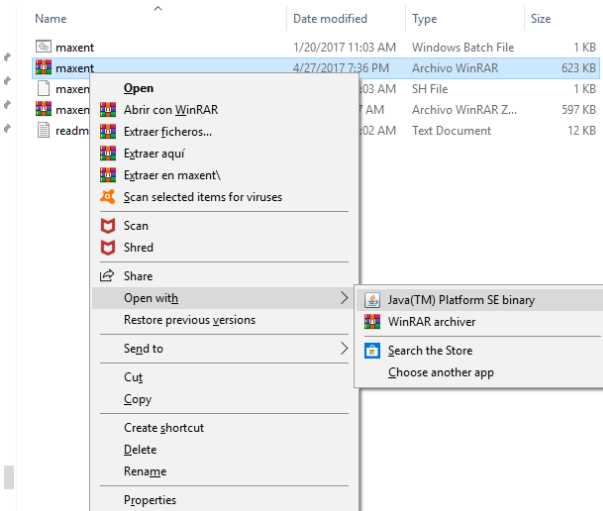 Name Date modified Type Size
maxent 1/20/2017 11:03 AM Windows Batch File 1 KB
maxent 4/27/2017 7:36 PM Archivo WinRAR 623 KB
maxen :03 AM SH File 1 KB
maxen 7 AM Archivo WinRAR Z... 597 KB
readm :02 AM Text Document 12 KB
Open
Abrir con WinRAR
Extraer ficheros...
Extraer aquí
Extraer en maxent\
Scan selected items for viruses
Scan
Shred
Share
Open with
Restore previous versions
Send to
Cut
Copy
Create shortcut
Delete
Rename
Properties
Java(TM) Platform SE binary
WinRAR archiver
Search the Store
Choose another app